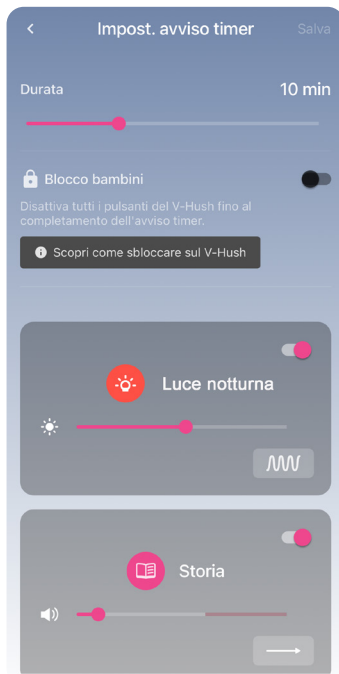 Impost. avviso timer
Salva
Durata
10 min
Blocco bambini
Disattiva tutti i pulsanti del V-Hush fino al
completamento dell'avviso timer.
Scopri come sbloccare sul V-Hush
Luce notturna
Storia